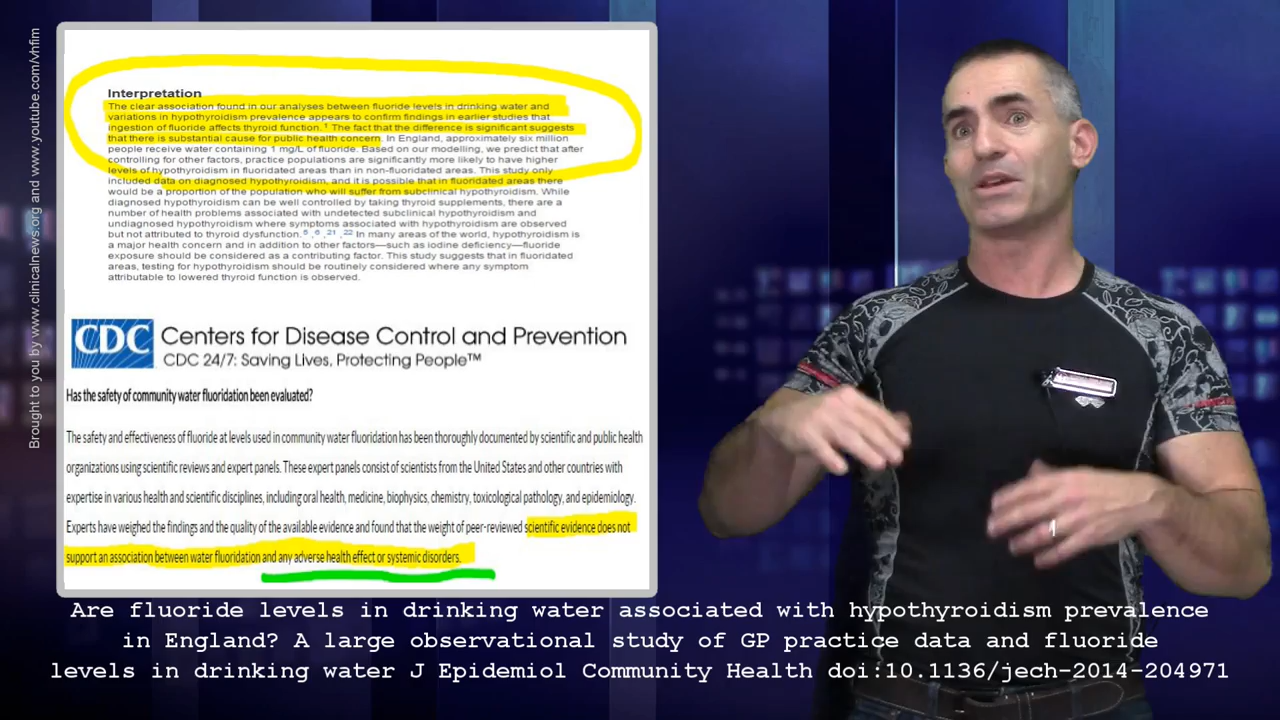 Brought to you by www.clinicalnews.org and www.youtube.com/vhfim
Interpretation
The clear association found in our analyses between fluoride levels in drinking water and
variations in hypothyroidism prevalence appears to confirm findings in earlier studies that
ingestion of fluoride affects thyroid function.¹ The fact that the difference is significant suggests
that there is substantial cause for public health concern. In England, approximately six million
people receive water containing 1 mg/L of fluoride. Based on our modelling, we predict that after
controlling for other factors, practice populations are significantly more likely to have higher
levels of hypothyroidism in fluoridated areas than in non-fluoridated areas. This study only
included data on diagnosed hypothyroidism, and it is possible that in fluoridated areas there
would be a proportion of the population who will suffer from subclinical hypothyroidism. While
diagnosed hypothyroidism can be well controlled by taking thyroid supplements, there are a
number of health problems associated with undetected subclinical hypothyroidism and
undiagnosed hypothyroidism where symptoms associated with hypothyroidism are observed
but not attributed to thyroid dysfunction. 21 , 22 In many areas of the world, hypothyroidism is
a major health concern and in addition to other factors—such as iodine deficiency—fluoride
exposure should be considered as a contributing factor. This study suggests that in fluoridated
areas, testing for hypothyroidism should be routinely considered where any symptom
attributable to lowered thyroid function is observed.
CDC Centers for Disease Control and Prevention
CDC 24/7: Saving Lives, Protecting People™
Has the safety of community water fluoridation been evaluated?
The safety and effectiveness of fluoride at levels used in community water fluoridation has been thoroughly documented by scientific and public health
organizations using scientific reviews and expert panels. These expert panels consist of scientists from the United States and other countries with
expertise in various health and scientific disciplines, including oral health, medicine, biophysics, chemistry, toxicological pathology, and epidemiology.
Experts have weighed the findings and the quality of the available evidence and found that the weight of peer-reviewed scientific evidence does not
support an association between water fluoridation and any adverse health effect or systemic disorders.
Are fluoride levels in drinking water associated with hypothyroidism prevalence
in England? A large observational study of GP practice data and fluoride
levels in drinking water J Epidemiol Community Health doi:10.1136/jech-2014-204971